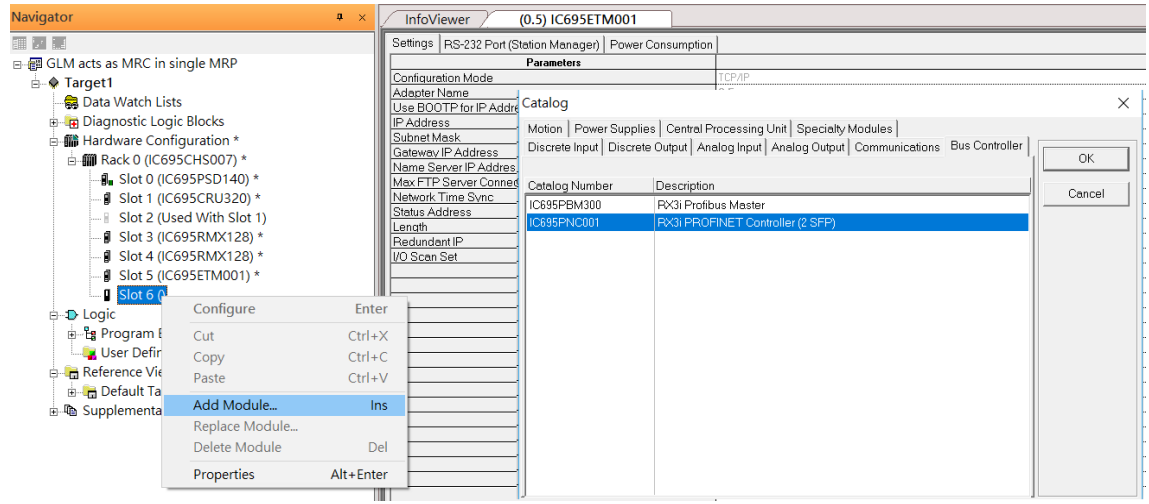 Navigator
GLM acts as MRC in single MRP
Target1
Data Watch Lists
Diagnostic Logic Blocks
Hardware Configuration *
Rack 0 (IC695CHS007) *
Slot 0 (IC695PSD140) *
Slot 1 (IC695CRU320) *
Slot 2 (Used With Slot 1)
Slot 3 (IC695RMX128) *
Slot 4 (IC695RMX128) *
Slot 5 (IC695ETM001) *
Slot 6 ()
Logic
Program B
User Defin
Reference Vie
Default Ta
Supplementa
Configure Enter
Cut Ctrl+X
Copy Ctrl+C
Paste Ctrl+V
Add Module... Ins
Replace Module...
Delete Module Del
Properties Alt+Enter
InfoViewer (0.5) IC695ETM001
Settings RS-232 Port (Station Manager) Power Consumption
Parameters
Configuration Mode TCP/IP
Adapter Name
Use BOOTP for IP Addre
IP Address
Subnet Mask
Gateway IP Address
Name Server IP Addres
Max FTP Server Conned
Network Time Sync
Status Address
Length
Redundant IP
I/O Scan Set
Catalog
Motion Power Supplies Central Processing Unit Specialty Modules
Discrete Input Discrete Output Analog Input Analog Output Communications Bus Controller
Catalog Number Description
IC695PBM300 RX3i Profibus Master
IC695PNC001 RX3i PROFINET Controller (2 SFP)
OK
Cancel